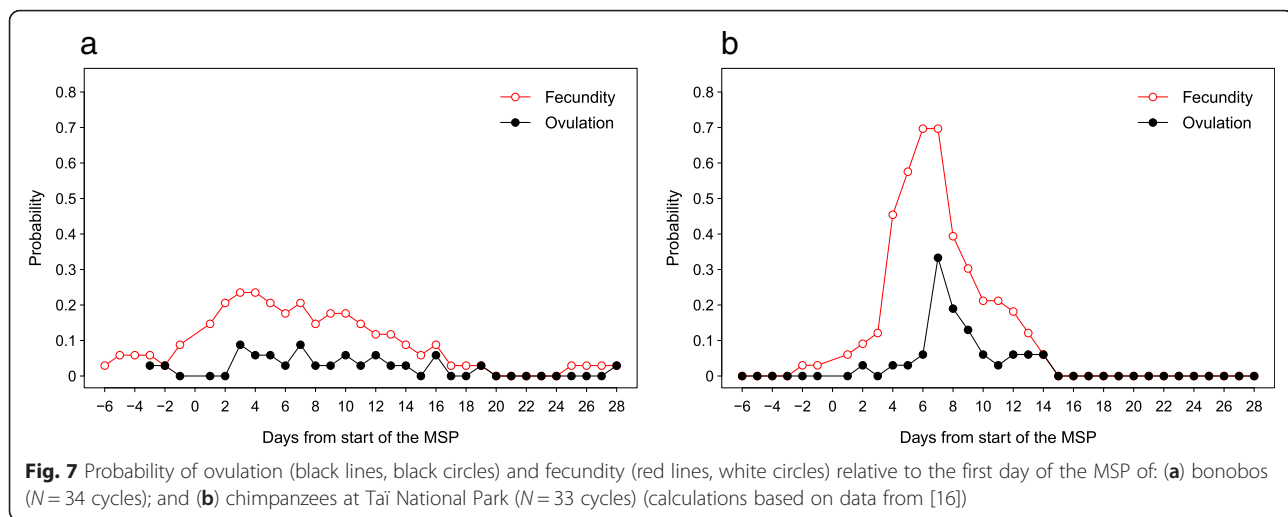 a
b
0.8
0.7
0.6
0.5
0.4
0.3
0.2
0.1
0
Probability
Fecundity
Ovulation
−6 −4 −2 0 2 4 6 8 10 12 14 16 18 20 22 24 26 28
Days from start of the MSP
0.8
0.7
0.6
0.5
0.4
0.3
0.2
0.1
0
Probability
Fecundity
Ovulation
−6 −4 −2 0 2 4 6 8 10 12 14 16 18 20 22 24 26 28
Days from start of the MSP
Fig. 7 Probability of ovulation (black lines, black circles) and fecundity (red lines, white circles) relative to the first day of the MSP of: (a) bonobos
(N = 34 cycles); and (b) chimpanzees at Taï National Park (N = 33 cycles) (calculations based on data from [16])